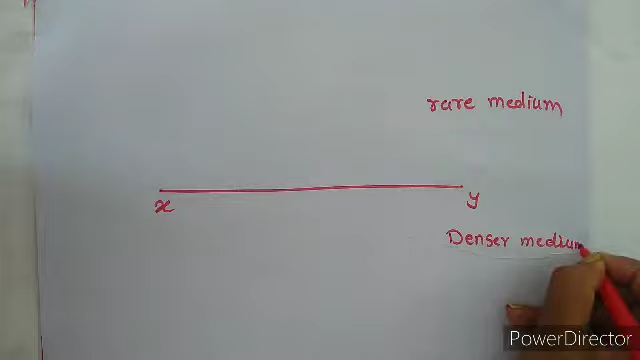 rare medium
x y
Denser medium
PowerDirector